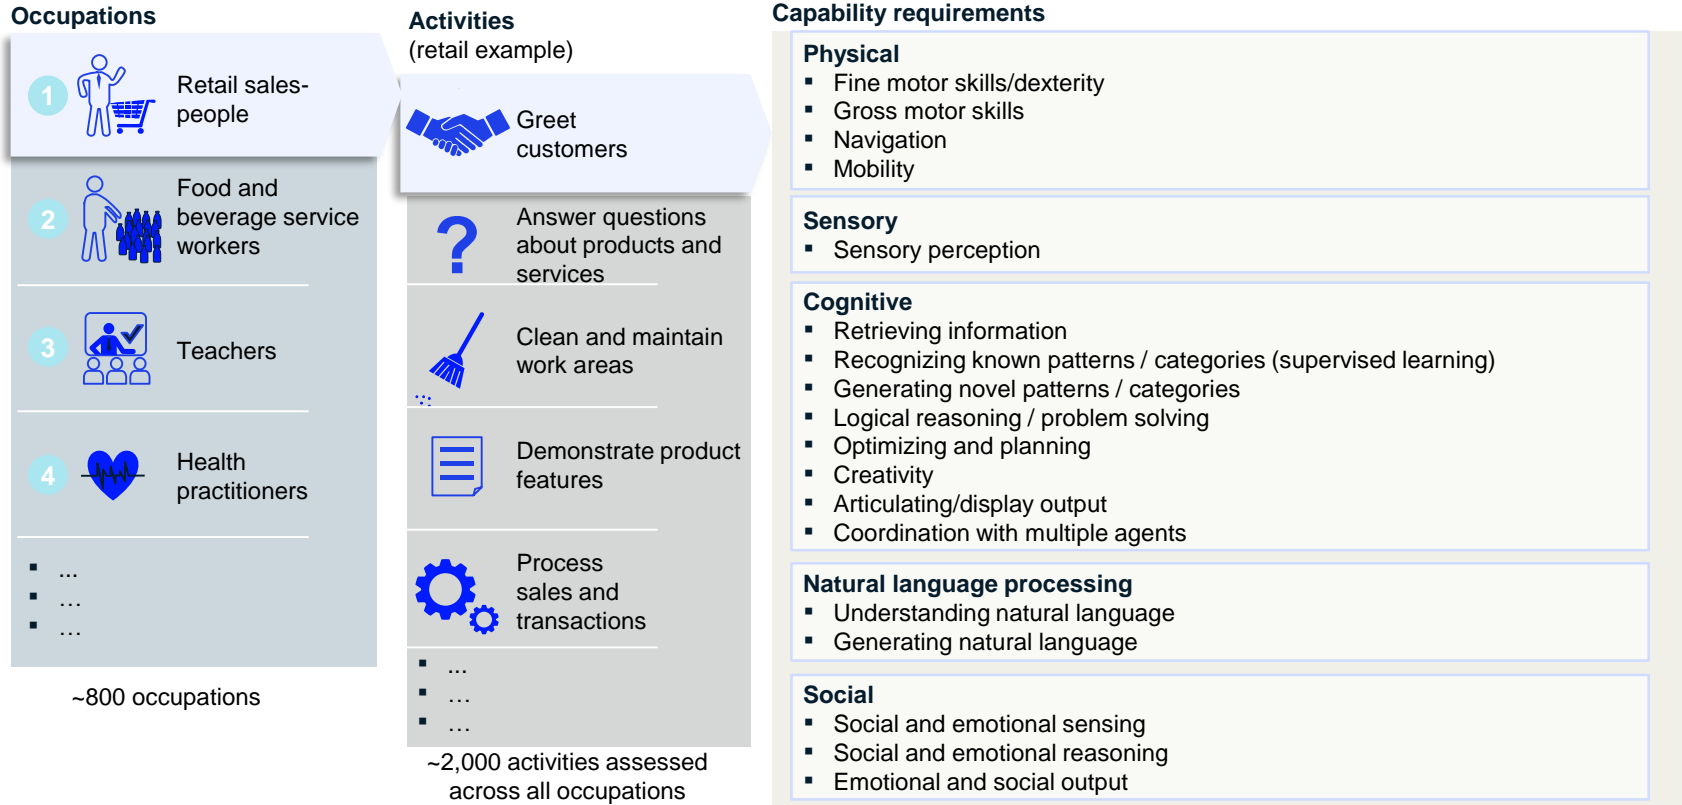 Occupations
1
Retail sales-
people
2
Food and
beverage service
workers
3
Teachers
4
Health
practitioners
▪ ...
▪ …
▪ …
~800 occupations
Activities
(retail example)
Greet
customers
?
Answer questions
about products and
services
Clean and maintain
work areas
Demonstrate product
features
Process
sales and
transactions
▪ ...
▪ …
▪ …
~2,000 activities assessed
across all occupations
Capability requirements
Physical
▪ Fine motor skills/dexterity
▪ Gross motor skills
▪ Navigation
▪ Mobility
Sensory
▪ Sensory perception
Cognitive
▪ Retrieving information
▪ Recognizing known patterns / categories (supervised learning)
▪ Generating novel patterns / categories
▪ Logical reasoning / problem solving
▪ Optimizing and planning
▪ Creativity
▪ Articulating/display output
▪ Coordination with multiple agents
Natural language processing
▪ Understanding natural language
▪ Generating natural language
Social
▪ Social and emotional sensing
▪ Social and emotional reasoning
▪ Emotional and social output